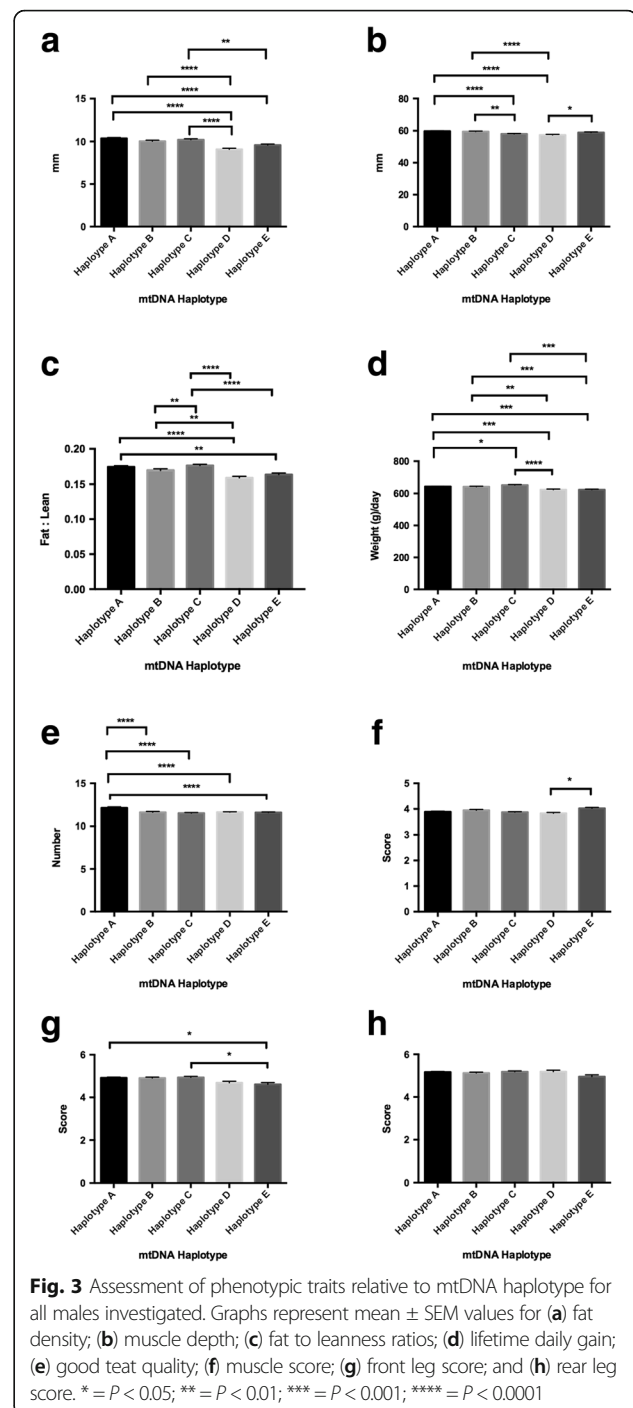 a
**
****
****
****
****
mm
15
10
5
0
Haploype A
Haplotype B
Haplotype C
Haplotype D
Haplotype E
mtDNA Haplotype
b
****
****
****
**
*
mm
80
60
40
20
0
Haploype A
Haploytpe B
Haploytpe C
Haplotype D
Haplotype E
mtDNA Haplotype
c
****
****
**
**
****
**
Fat : Lean
0.20
0.15
0.10
0.05
0.00
Haplotype A
Haplotype B
Haplotype C
Haplotype D
Haplotype E
mtDNA Haplotype
d
***
***
**
***
***
*
****
Weight (g)/day
800
600
400
200
0
Haploype A
Haplotype B
Haplotype C
Haplotype D
Haplotype E
mtDNA Haplotype
e
****
****
****
****
Number
15
10
5
0
Haplotype A
Haplotype B
Haplotype C
Haplotype D
Haplotype E
mtDNA Haplotype
f
*
Score
5
4
3
2
1
0
Haplotype A
Haplotype B
Haplotype C
Haplotype D
Haplotype E
mtDNA Haplotype
g
*
*
Score
6
4
2
0
Haplotype A
Haplotype B
Haplotype C
Haplotype D
Haplotype E
mtDNA Haplotype
h
Score
6
4
2
0
Haplotype A
Haplotype B
Haplotype C
Haplotype D
Haplotype E
mtDNA Haplotype
Fig. 3 Assessment of phenotypic traits relative to mtDNA haplotype for
all males investigated. Graphs represent mean ± SEM values for (a) fat
density; (b) muscle depth; (c) fat to leanness ratios; (d) lifetime daily gain;
(e) good teat quality; (f) muscle score; (g) front leg score; and (h) rear leg
score. * = P < 0.05; ** = P < 0.01; *** = P < 0.001; **** = P < 0.0001